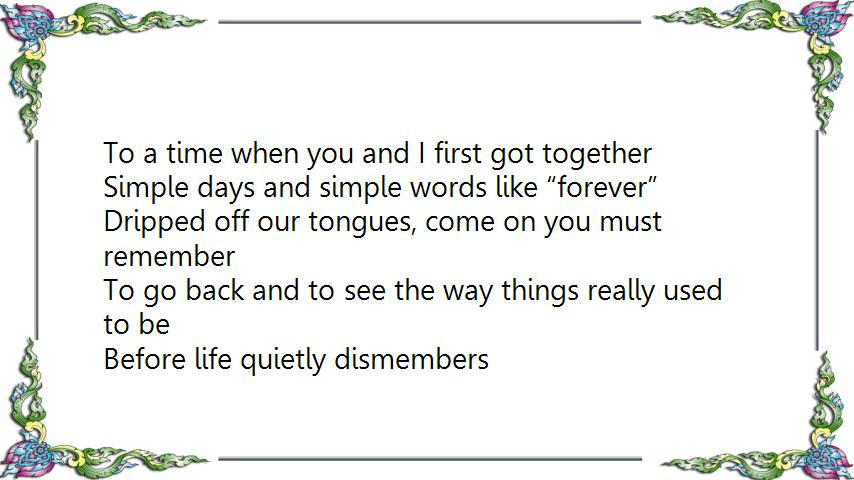 To a time when you and I first got together
Simple days and simple words like “forever”
Dripped off our tongues, come on you must
remember
To go back and to see the way things really used
to be
Before life quietly dismembers